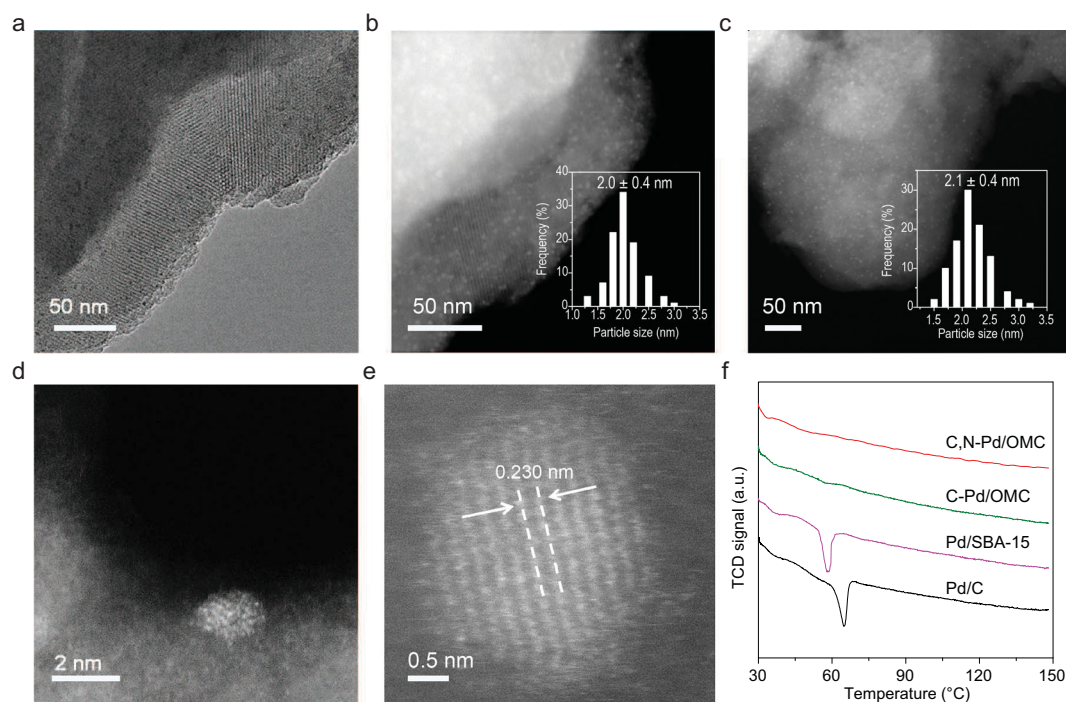 a
50 nm
b
2.0 ± 0.4 nm
40
30
20
10
0
Frequency (%)
1.0 1.5 2.0 2.5 3.0 3.5
Particle size (nm)
50 nm
c
2.1 ± 0.4 nm
30
20
10
0
Frequency (%)
1.5 2.0 2.5 3.0 3.5
Particle size (nm)
50 nm
d
2 nm
e
0.230 nm
0.5 nm
f
C,N-Pd/OMC
C-Pd/OMC
Pd/SBA-15
Pd/C
TCD signal (a.u.)
30 60 90 120 150
Temperature (°C)